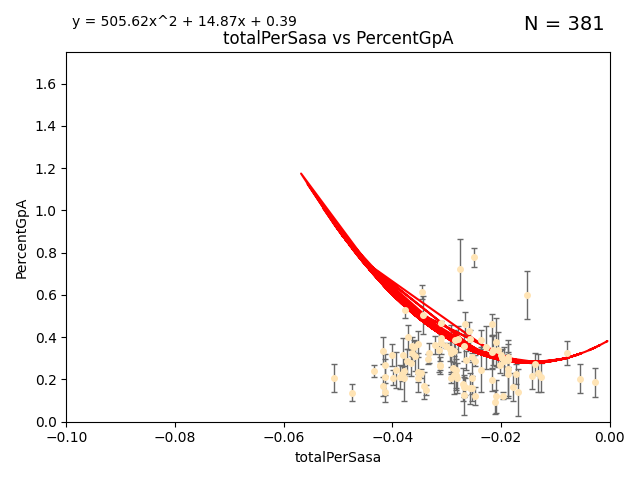 y = 505.62x^2 + 14.87x + 0.39
N = 381
totalPerSasa vs PercentGpA
PercentGpA
1.6
1.4
1.2
1.0
0.8
0.6
0.4
0.2
0.0
−0.10 −0.08 −0.06 −0.04 −0.02 0.00
totalPerSasa